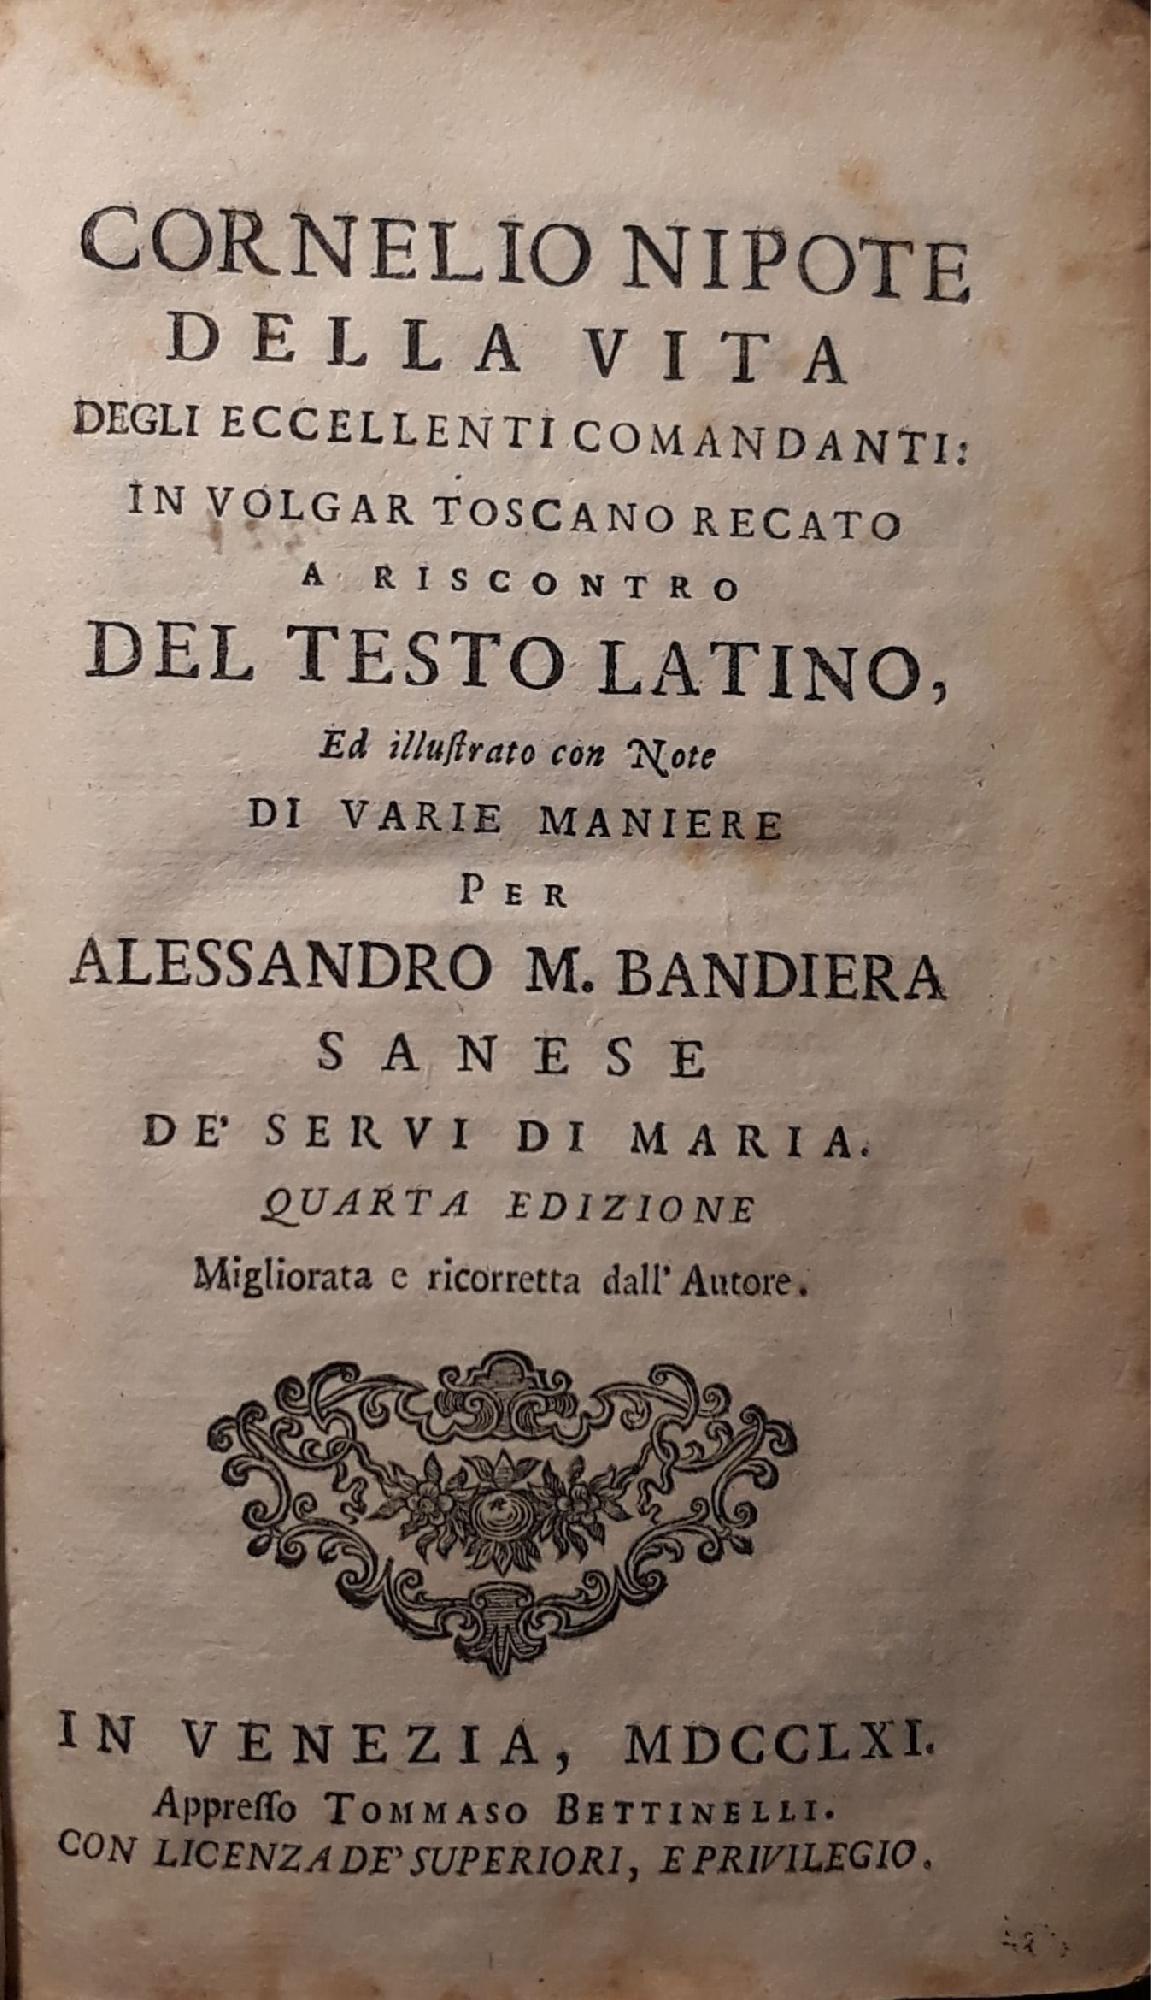 CORNELIO NIPOTE
DELLA VITA
DEGLI ECCELLENTI COMANDANTI:
IN VOLGAR TOSCANO RECATO
A RISCONTRO
DEL TESTO LATINO,
Ed illuſtrato con Note
DI VARIE MANIERE
PER
ALESSANDRO M. BANDIERA
SANESE
DE' SERVI DI MARIA.
QUARTA EDIZIONE
Migliorata e ricorretta dall' Autore.
IN VENEZIA, MDCCLXI.
Appreſſo TOMMASO BETTINELLI.
CON LICENZA DE' SUPERIORI, E PRIVILEGIO.